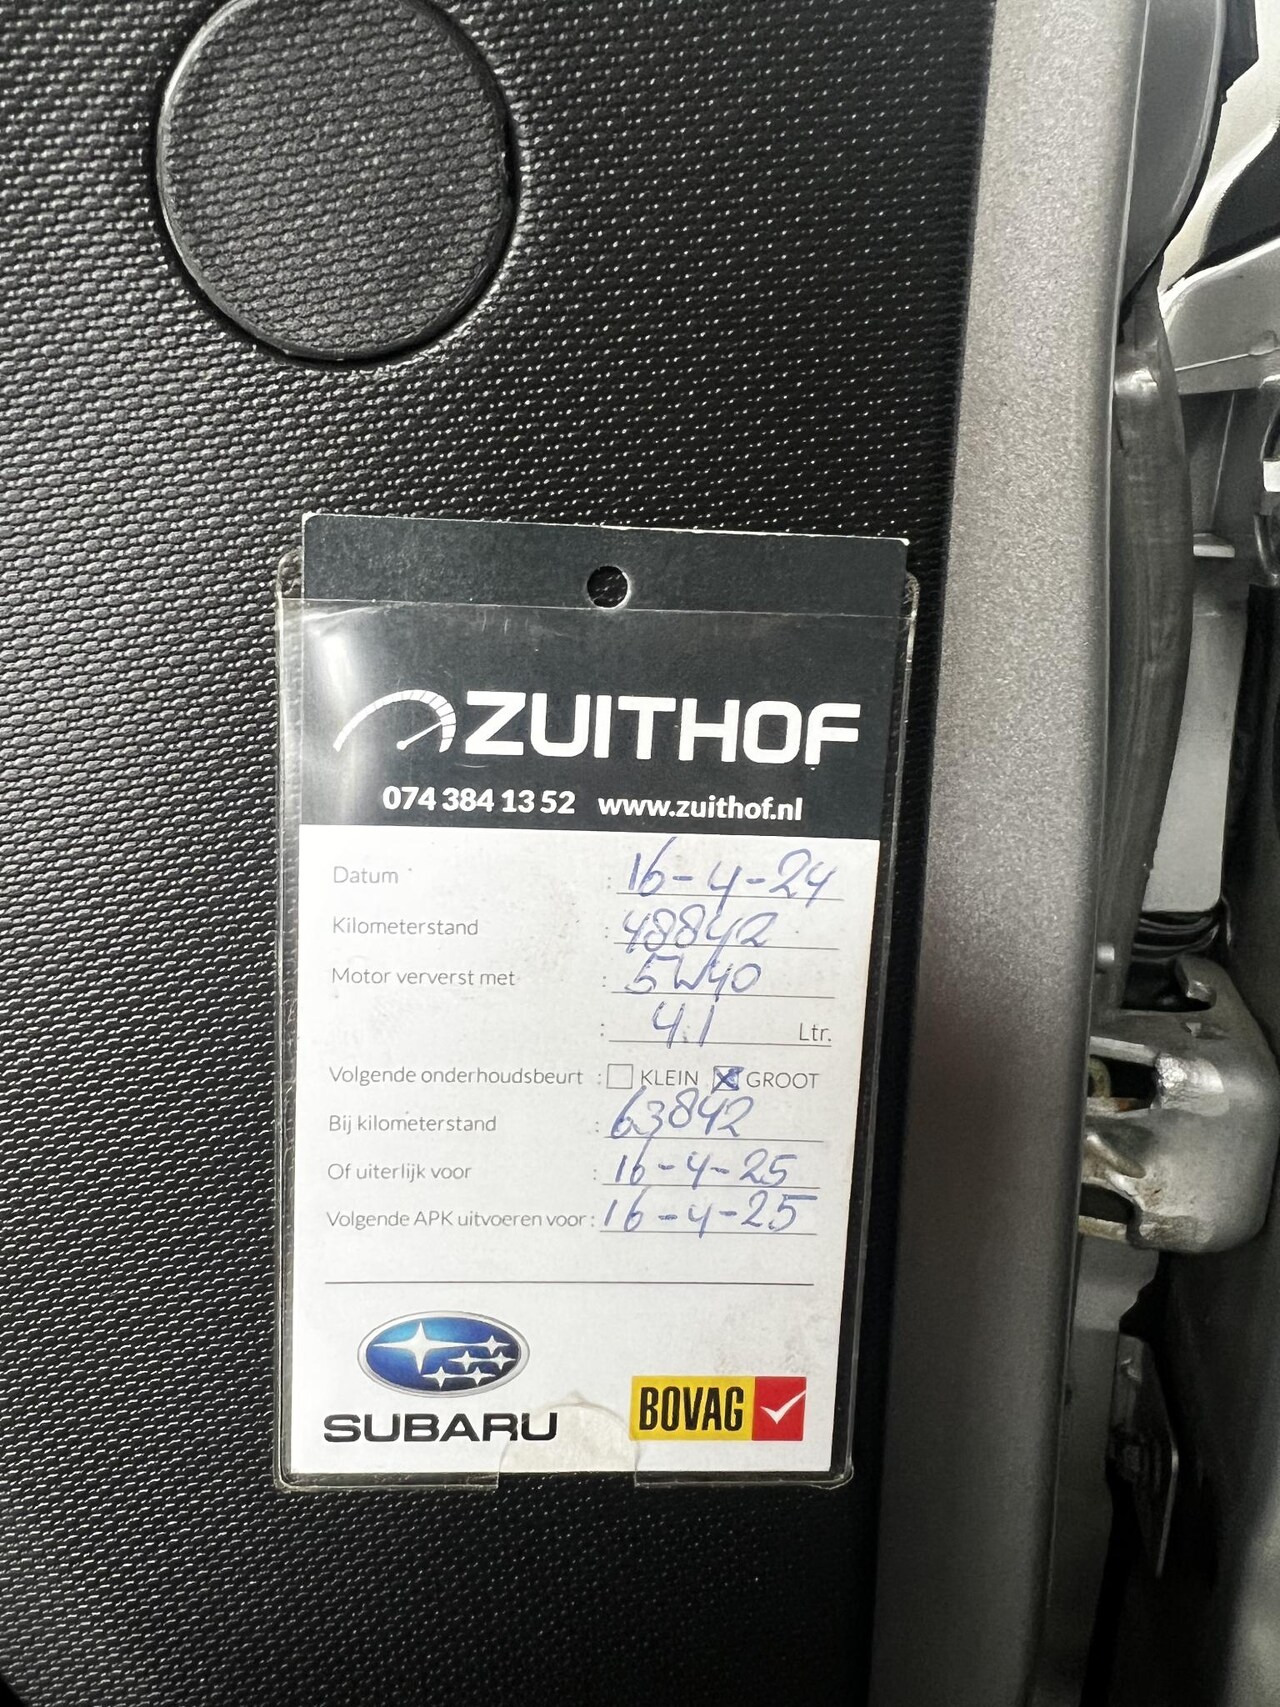 ZUITHOF
074 384 13 52 www.zuithof.nl
Datum : 16-4-24
Kilometerstand : 48842
Motor ververst met : 5W40
: 4.1 Ltr.
Volgende onderhoudsbeurt : KLEIN GROOT
Bij kilometerstand : 63842
Of uiterlijk voor : 16-4-25
Volgende APK uitvoeren voor : 16-4-25
SUBARU BOVAG